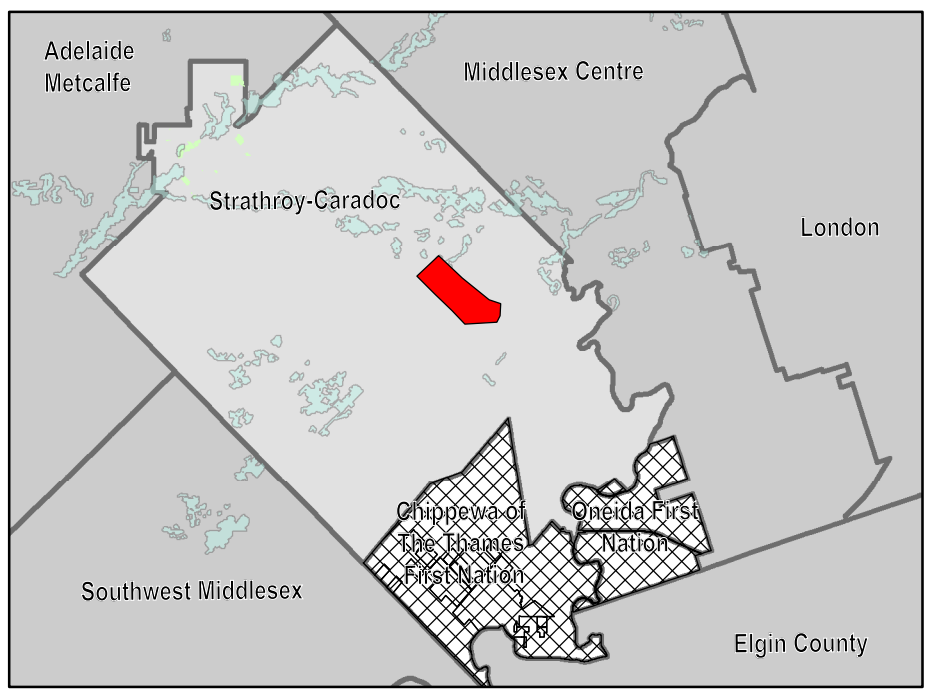 Adelaide
Metcalfe
Middlesex Centre
Strathroy-Caradoc
London
Chippewa of
The Thames
First Nation
Oneida First
Nation
Southwest Middlesex
Elgin County